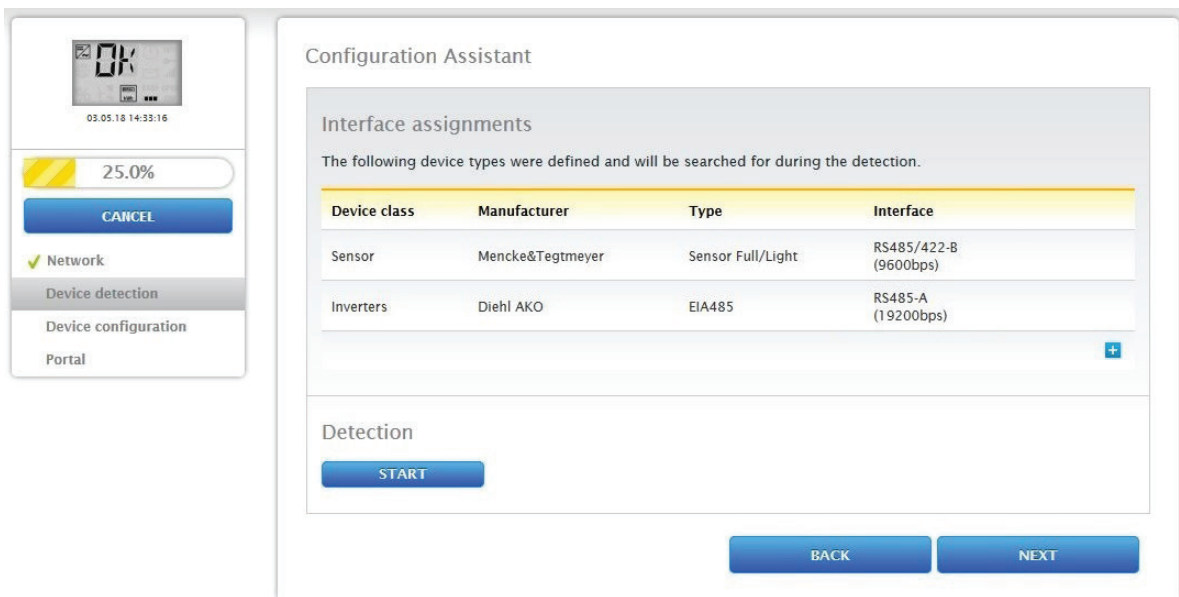 OK
03.05.18 14:33:16
25.0%
CANCEL
Network
Device detection
Device configuration
Portal
Configuration Assistant
Interface assignments
The following device types were defined and will be searched for during the detection.
Device class Manufacturer Type Interface
Sensor Mencke&Tegtmeyer Sensor Full/Light RS485/422-B
(9600bps)
Inverters Diehl AKO EIA485 RS485-A
(19200bps)
+
Detection
START
BACK NEXT